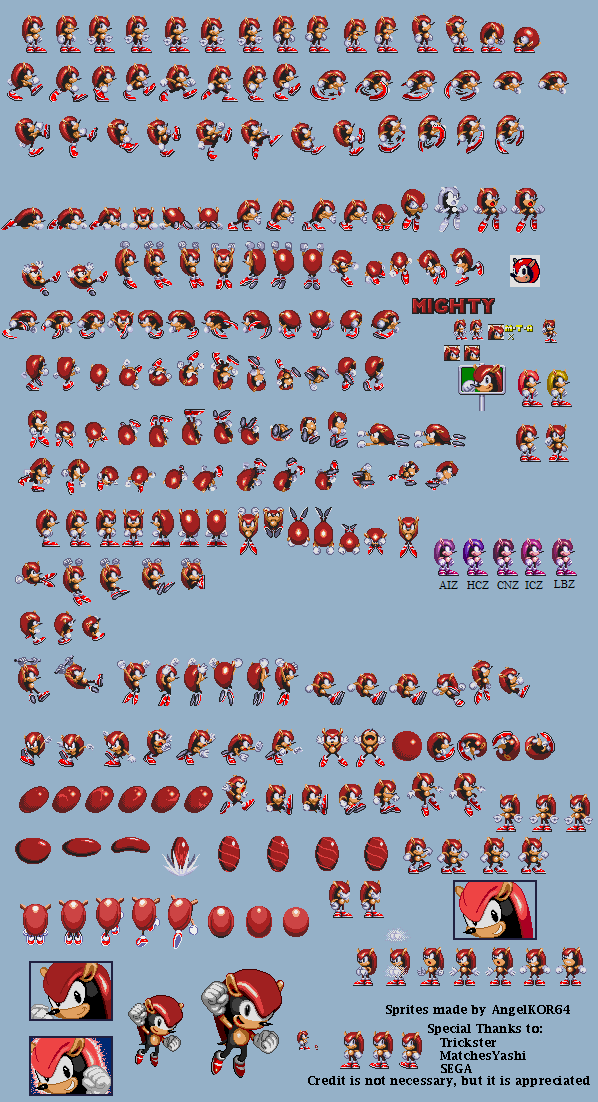 MIGHTY
M·T·A
X
AIZ HCZ CNZ ICZ LBZ
Sprites made by AngelKOR64
Special Thanks to:
Trickster
MatchesYashi
SEGA
Credit is not necessary, but it is appreciated